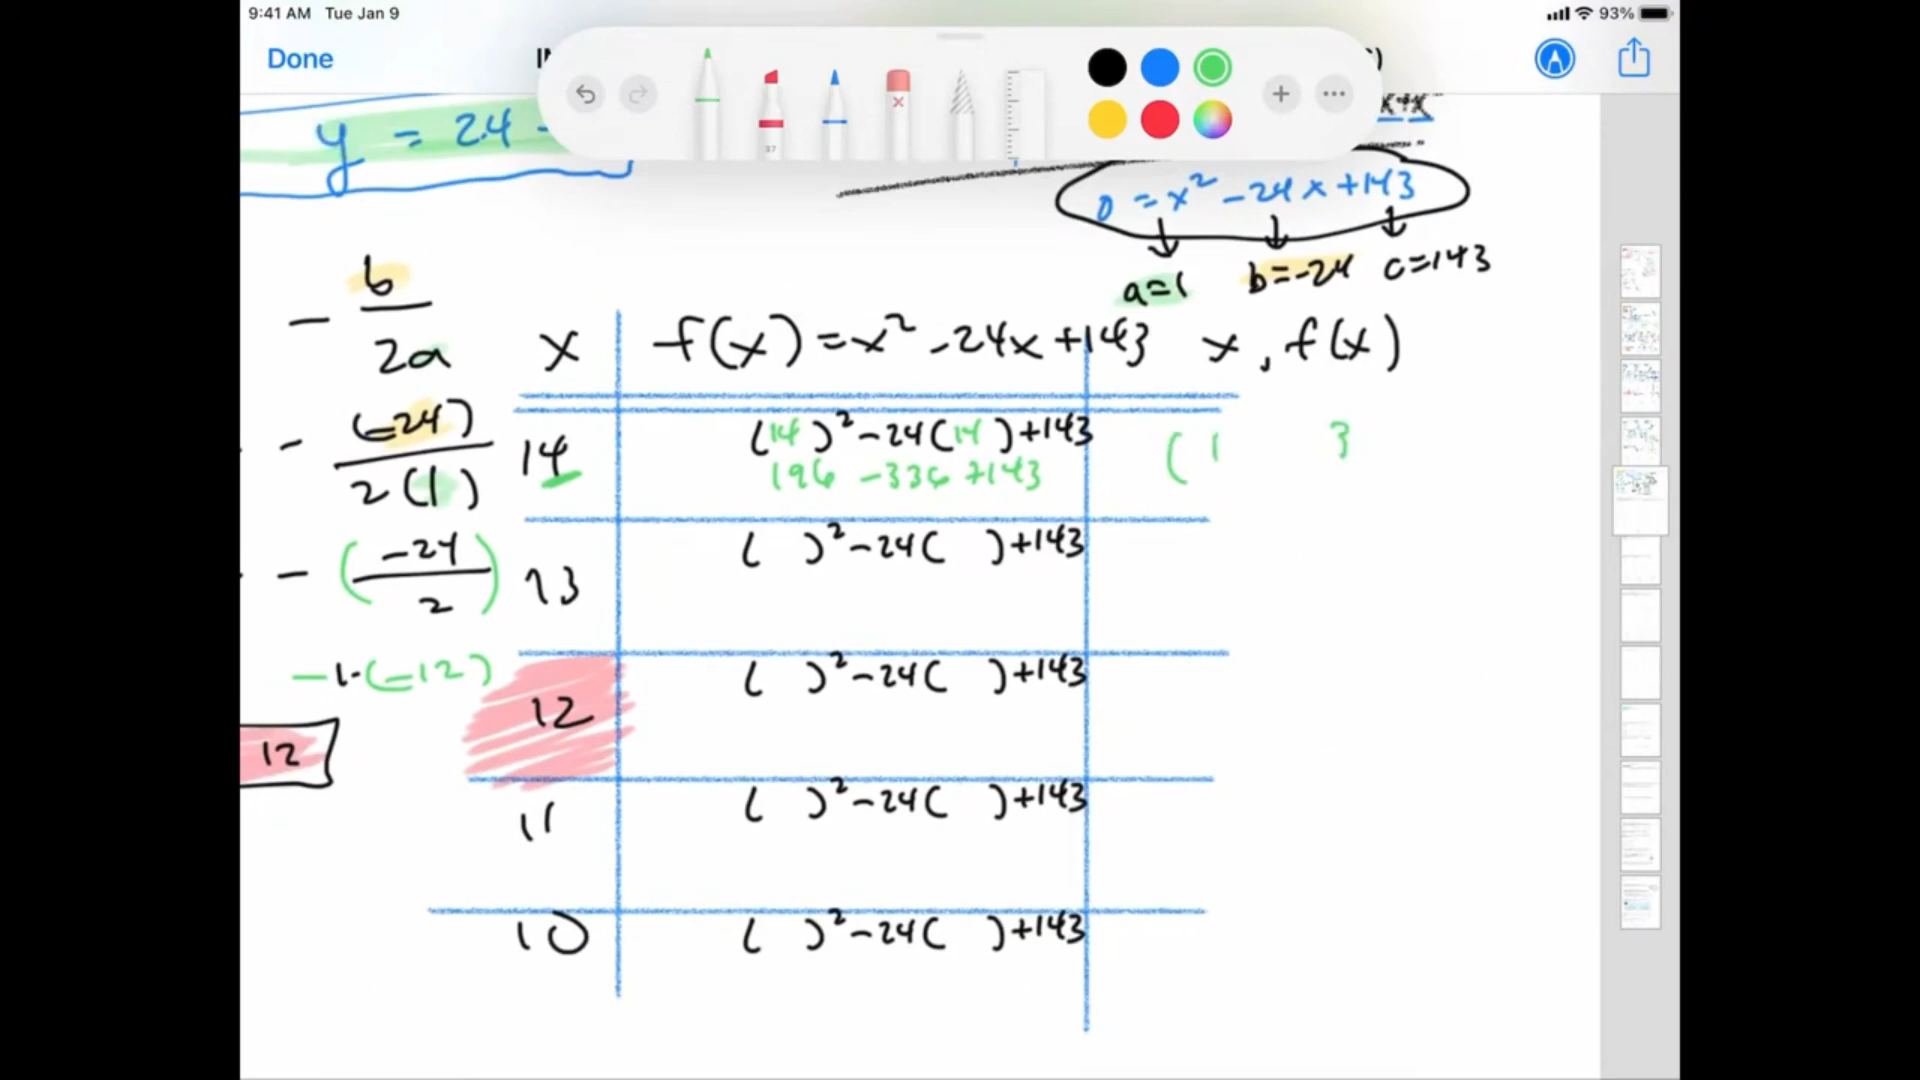 9:41 AM Tue Jan 9
93%
Done
37
y = 24 -
0 = x² - 24x + 143
a=1 b=-24 c=143
- b / 2a
x f(x) = x² - 24x + 143 x, f(x)
- (-24) / 2(1)
14 (14)² - 24(14) + 143 (1 3
196 - 336 + 143
- (-24 / 2)
13 ( )² - 24( ) + 143
-1·(-12)
12 ( )² - 24( ) + 143
12
11 ( )² - 24( ) + 143
10 ( )² - 24( ) + 143